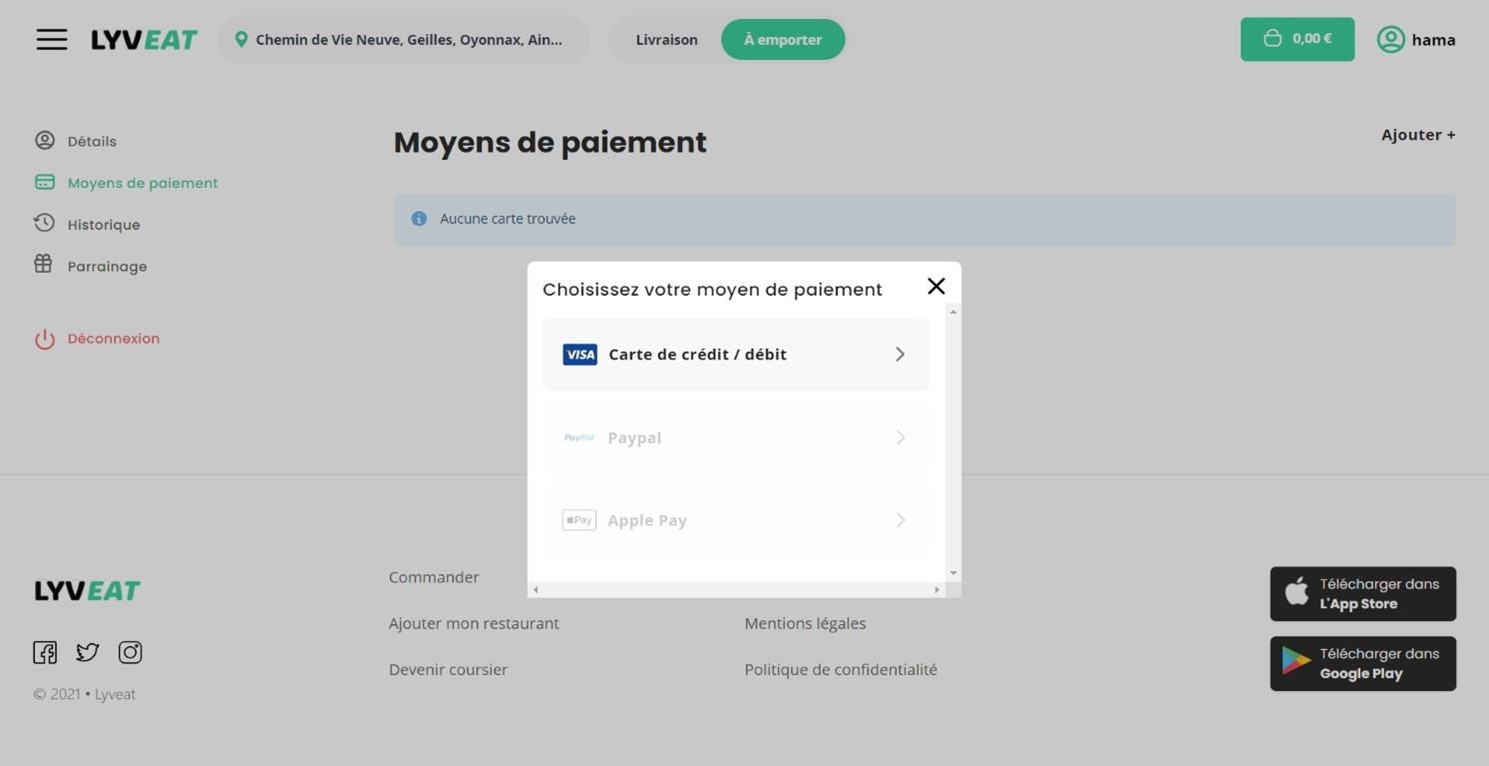 LYVEAT
Chemin de Vie Neuve, Geilles, Oyonnax, Ain...
Livraison
À emporter
0,00 €
hama
Détails
Moyens de paiement
Historique
Parrainage
Déconnexion
Moyens de paiement
Ajouter +
Aucune carte trouvée
Choisissez votre moyen de paiement
VISA Carte de crédit / débit
PayPal Paypal
Pay Apple Pay
LYVEAT
© 2021 • Lyveat
Commander
Ajouter mon restaurant
Devenir coursier
Mentions légales
Politique de confidentialité
Télécharger dans
L'App Store
Télécharger dans
Google Play